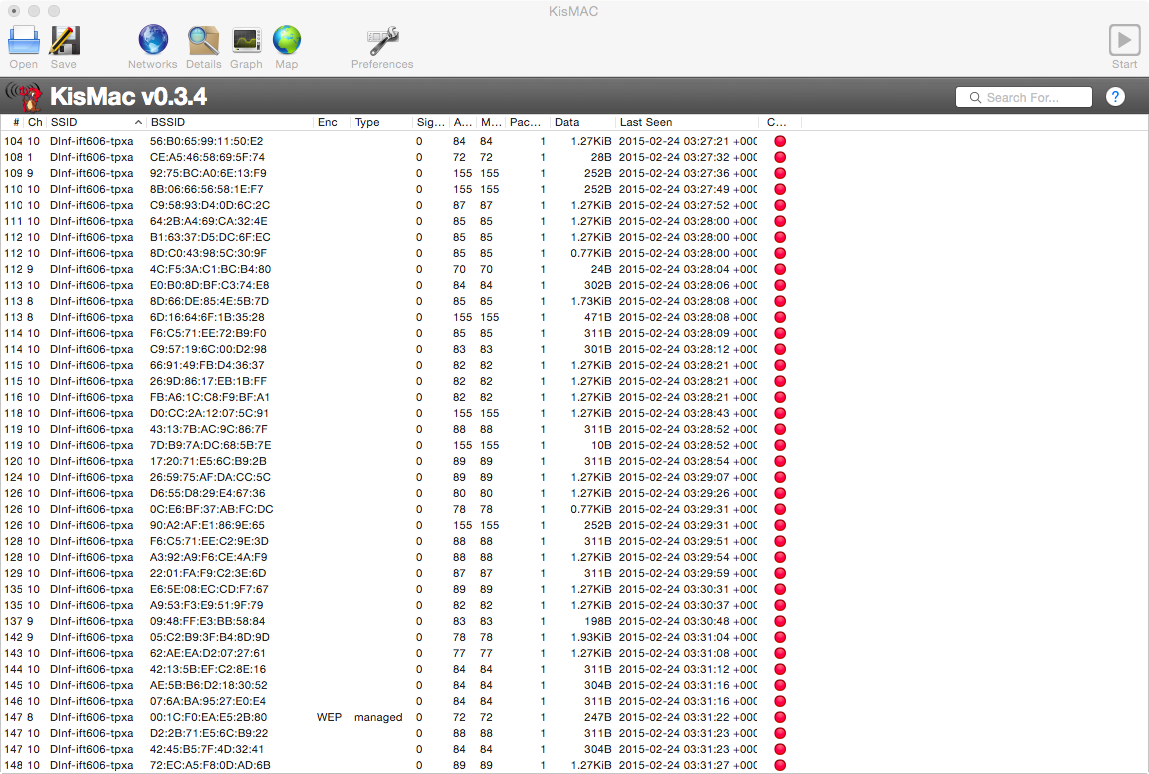 KisMAC
Open Save Networks Details Graph Map Preferences Start
KisMac v0.3.4 Search For... ?
# Ch SSID BSSID Enc Type Sig... A... M... Pac... Data Last Seen C...
104 10 DInf-ift606-tpxa 56:B0:65:99:11:50:E2 0 84 84 1 1.27KiB 2015-02-24 03:27:21 +000
108 1 DInf-ift606-tpxa CE:A5:46:58:69:5F:74 0 72 72 1 28B 2015-02-24 03:27:32 +000
109 9 DInf-ift606-tpxa 92:75:BC:A0:6E:13:F9 0 155 155 1 252B 2015-02-24 03:27:36 +000
110 10 DInf-ift606-tpxa 8B:06:66:56:58:1E:F7 0 155 155 1 252B 2015-02-24 03:27:49 +000
110 10 DInf-ift606-tpxa C9:58:93:D4:0D:6C:2C 0 87 87 1 1.27KiB 2015-02-24 03:27:52 +000
111 10 DInf-ift606-tpxa 64:2B:A4:69:CA:32:4E 0 85 85 1 1.27KiB 2015-02-24 03:28:00 +000
112 10 DInf-ift606-tpxa B1:63:37:D5:DC:6F:EC 0 85 85 1 1.27KiB 2015-02-24 03:28:00 +000
112 10 DInf-ift606-tpxa 8D:C0:43:98:5C:30:9F 0 85 85 1 0.77KiB 2015-02-24 03:28:00 +000
112 9 DInf-ift606-tpxa 4C:F5:3A:C1:BC:B4:80 0 70 70 1 24B 2015-02-24 03:28:04 +000
113 10 DInf-ift606-tpxa E0:B0:8D:BF:C3:74:E8 0 84 84 1 302B 2015-02-24 03:28:06 +000
113 8 DInf-ift606-tpxa 8D:66:DE:85:4E:5B:7D 0 85 85 1 1.73KiB 2015-02-24 03:28:08 +000
113 8 DInf-ift606-tpxa 6D:16:64:6F:1B:35:28 0 155 155 1 471B 2015-02-24 03:28:08 +000
114 10 DInf-ift606-tpxa F6:C5:71:EE:72:B9:F0 0 85 85 1 311B 2015-02-24 03:28:09 +000
114 10 DInf-ift606-tpxa C9:57:19:6C:00:D2:98 0 83 83 1 301B 2015-02-24 03:28:12 +000
115 10 DInf-ift606-tpxa 66:91:49:FB:D4:36:37 0 82 82 1 1.27KiB 2015-02-24 03:28:21 +000
115 10 DInf-ift606-tpxa 26:9D:86:17:EB:1B:FF 0 82 82 1 1.27KiB 2015-02-24 03:28:21 +000
116 10 DInf-ift606-tpxa FB:A6:1C:C8:F9:BF:A1 0 82 82 1 1.27KiB 2015-02-24 03:28:21 +000
118 10 DInf-ift606-tpxa D0:CC:2A:12:07:5C:91 0 155 155 1 1.27KiB 2015-02-24 03:28:43 +000
119 10 DInf-ift606-tpxa 43:13:7B:AC:9C:86:7F 0 88 88 1 311B 2015-02-24 03:28:52 +000
119 10 DInf-ift606-tpxa 7D:B9:7A:DC:68:5B:7E 0 155 155 1 10B 2015-02-24 03:28:52 +000
120 10 DInf-ift606-tpxa 17:20:71:E5:6C:B9:2B 0 89 89 1 311B 2015-02-24 03:28:54 +000
124 10 DInf-ift606-tpxa 26:59:75:AF:DA:CC:5C 0 89 89 1 1.27KiB 2015-02-24 03:29:07 +000
126 10 DInf-ift606-tpxa D6:55:D8:29:E4:67:36 0 80 80 1 1.27KiB 2015-02-24 03:29:26 +000
126 10 DInf-ift606-tpxa 0C:E6:BF:37:AB:FC:DC 0 78 78 1 0.77KiB 2015-02-24 03:29:31 +000
126 10 DInf-ift606-tpxa 90:A2:AF:E1:86:9E:65 0 155 155 1 252B 2015-02-24 03:29:31 +000
128 10 DInf-ift606-tpxa F6:C5:71:EE:C2:9E:3D 0 88 88 1 311B 2015-02-24 03:29:51 +000
128 10 DInf-ift606-tpxa A3:92:A9:F6:CE:4A:F9 0 88 88 1 1.27KiB 2015-02-24 03:29:54 +000
129 10 DInf-ift606-tpxa 22:01:FA:F9:C2:3E:6D 0 87 87 1 311B 2015-02-24 03:29:59 +000
135 10 DInf-ift606-tpxa E6:5E:08:EC:CD:F7:67 0 89 89 1 1.27KiB 2015-02-24 03:30:31 +000
135 10 DInf-ift606-tpxa A9:53:F3:E9:51:9F:79 0 82 82 1 1.27KiB 2015-02-24 03:30:37 +000
137 9 DInf-ift606-tpxa 09:48:FF:E3:BB:58:84 0 83 83 1 198B 2015-02-24 03:30:48 +000
142 9 DInf-ift606-tpxa 05:C2:B9:3F:B4:8D:9D 0 78 78 1 1.93KiB 2015-02-24 03:31:04 +000
143 10 DInf-ift606-tpxa 62:AE:EA:D2:07:27:61 0 77 77 1 1.27KiB 2015-02-24 03:31:08 +000
144 10 DInf-ift606-tpxa 42:13:5B:EF:C2:8E:16 0 84 84 1 311B 2015-02-24 03:31:12 +000
145 10 DInf-ift606-tpxa AE:5B:B6:D2:18:30:52 0 84 84 1 304B 2015-02-24 03:31:16 +000
146 10 DInf-ift606-tpxa 07:6A:BA:95:27:E0:E4 0 84 84 1 311B 2015-02-24 03:31:16 +000
147 8 DInf-ift606-tpxa 00:1C:F0:EA:E5:2B:80 WEP managed 0 72 72 1 247B 2015-02-24 03:31:22 +000
147 10 DInf-ift606-tpxa D2:2B:71:E5:6C:B9:22 0 88 88 1 311B 2015-02-24 03:31:23 +000
147 10 DInf-ift606-tpxa 42:45:B5:7F:4D:32:41 0 84 84 1 304B 2015-02-24 03:31:23 +000
148 10 DInf-ift606-tpxa 72:EC:A5:F8:0D:AD:6B 0 89 89 1 1.27KiB 2015-02-24 03:31:27 +000